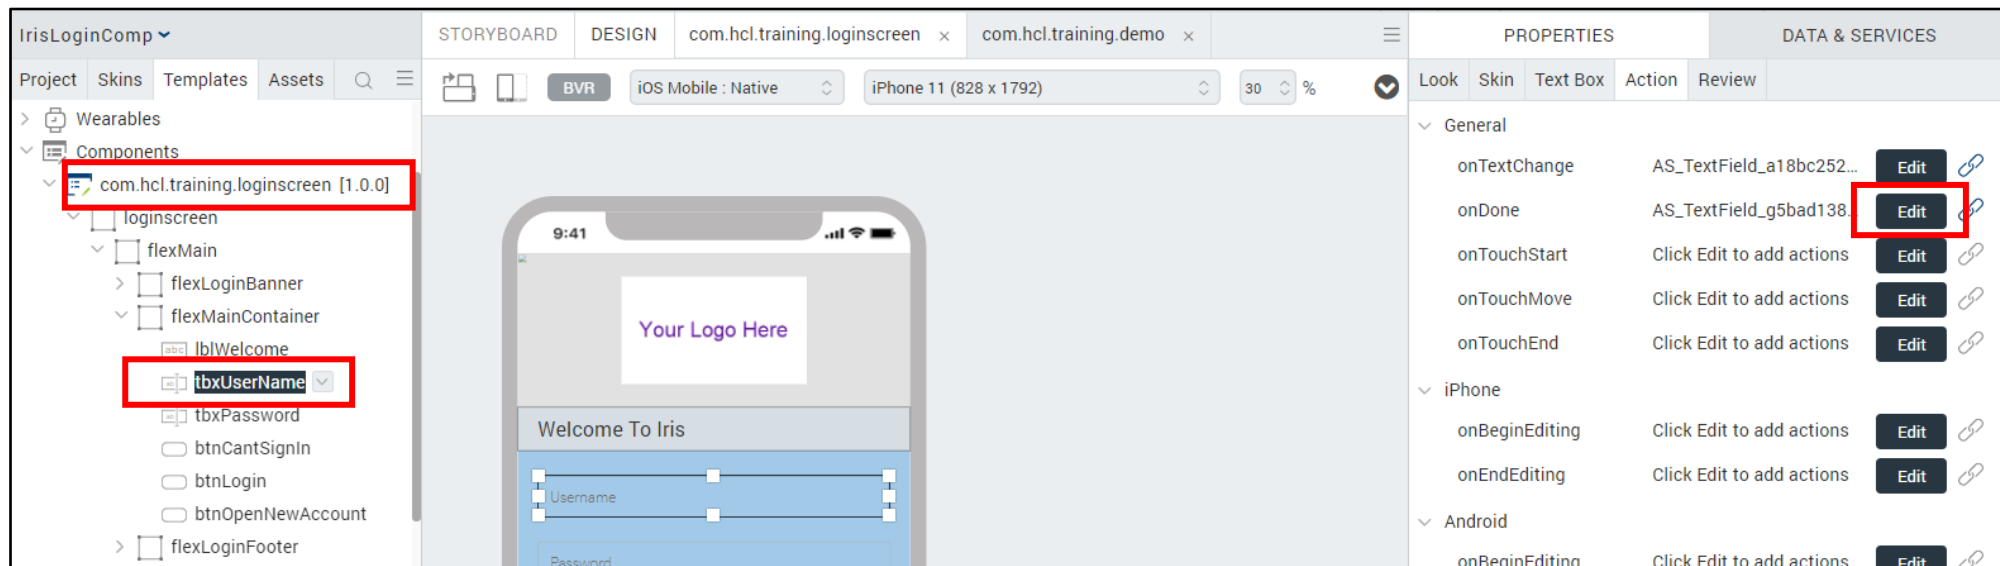 IrisLoginComp
Project Skins Templates Assets
Wearables
Components
com.hcl.training.loginscreen [1.0.0]
loginscreen
flexMain
flexLoginBanner
flexMainContainer
abc lblWelcome
tbxUserName
tbxPassword
btnCantSignIn
btnLogin
btnOpenNewAccount
flexLoginFooter
STORYBOARD DESIGN com.hcl.training.loginscreen × com.hcl.training.demo ×
BVR iOS Mobile : Native iPhone 11 (828 x 1792) 30 %
9:41
Your Logo Here
Welcome To Iris
Username
Password
PROPERTIES DATA & SERVICES
Look Skin Text Box Action Review
General
onTextChange AS_TextField_a18bc252... Edit
onDone AS_TextField_g5bad138... Edit
onTouchStart Click Edit to add actions Edit
onTouchMove Click Edit to add actions Edit
onTouchEnd Click Edit to add actions Edit
iPhone
onBeginEditing Click Edit to add actions Edit
onEndEditing Click Edit to add actions Edit
Android
onBeginEditing Click Edit to add actions Edit